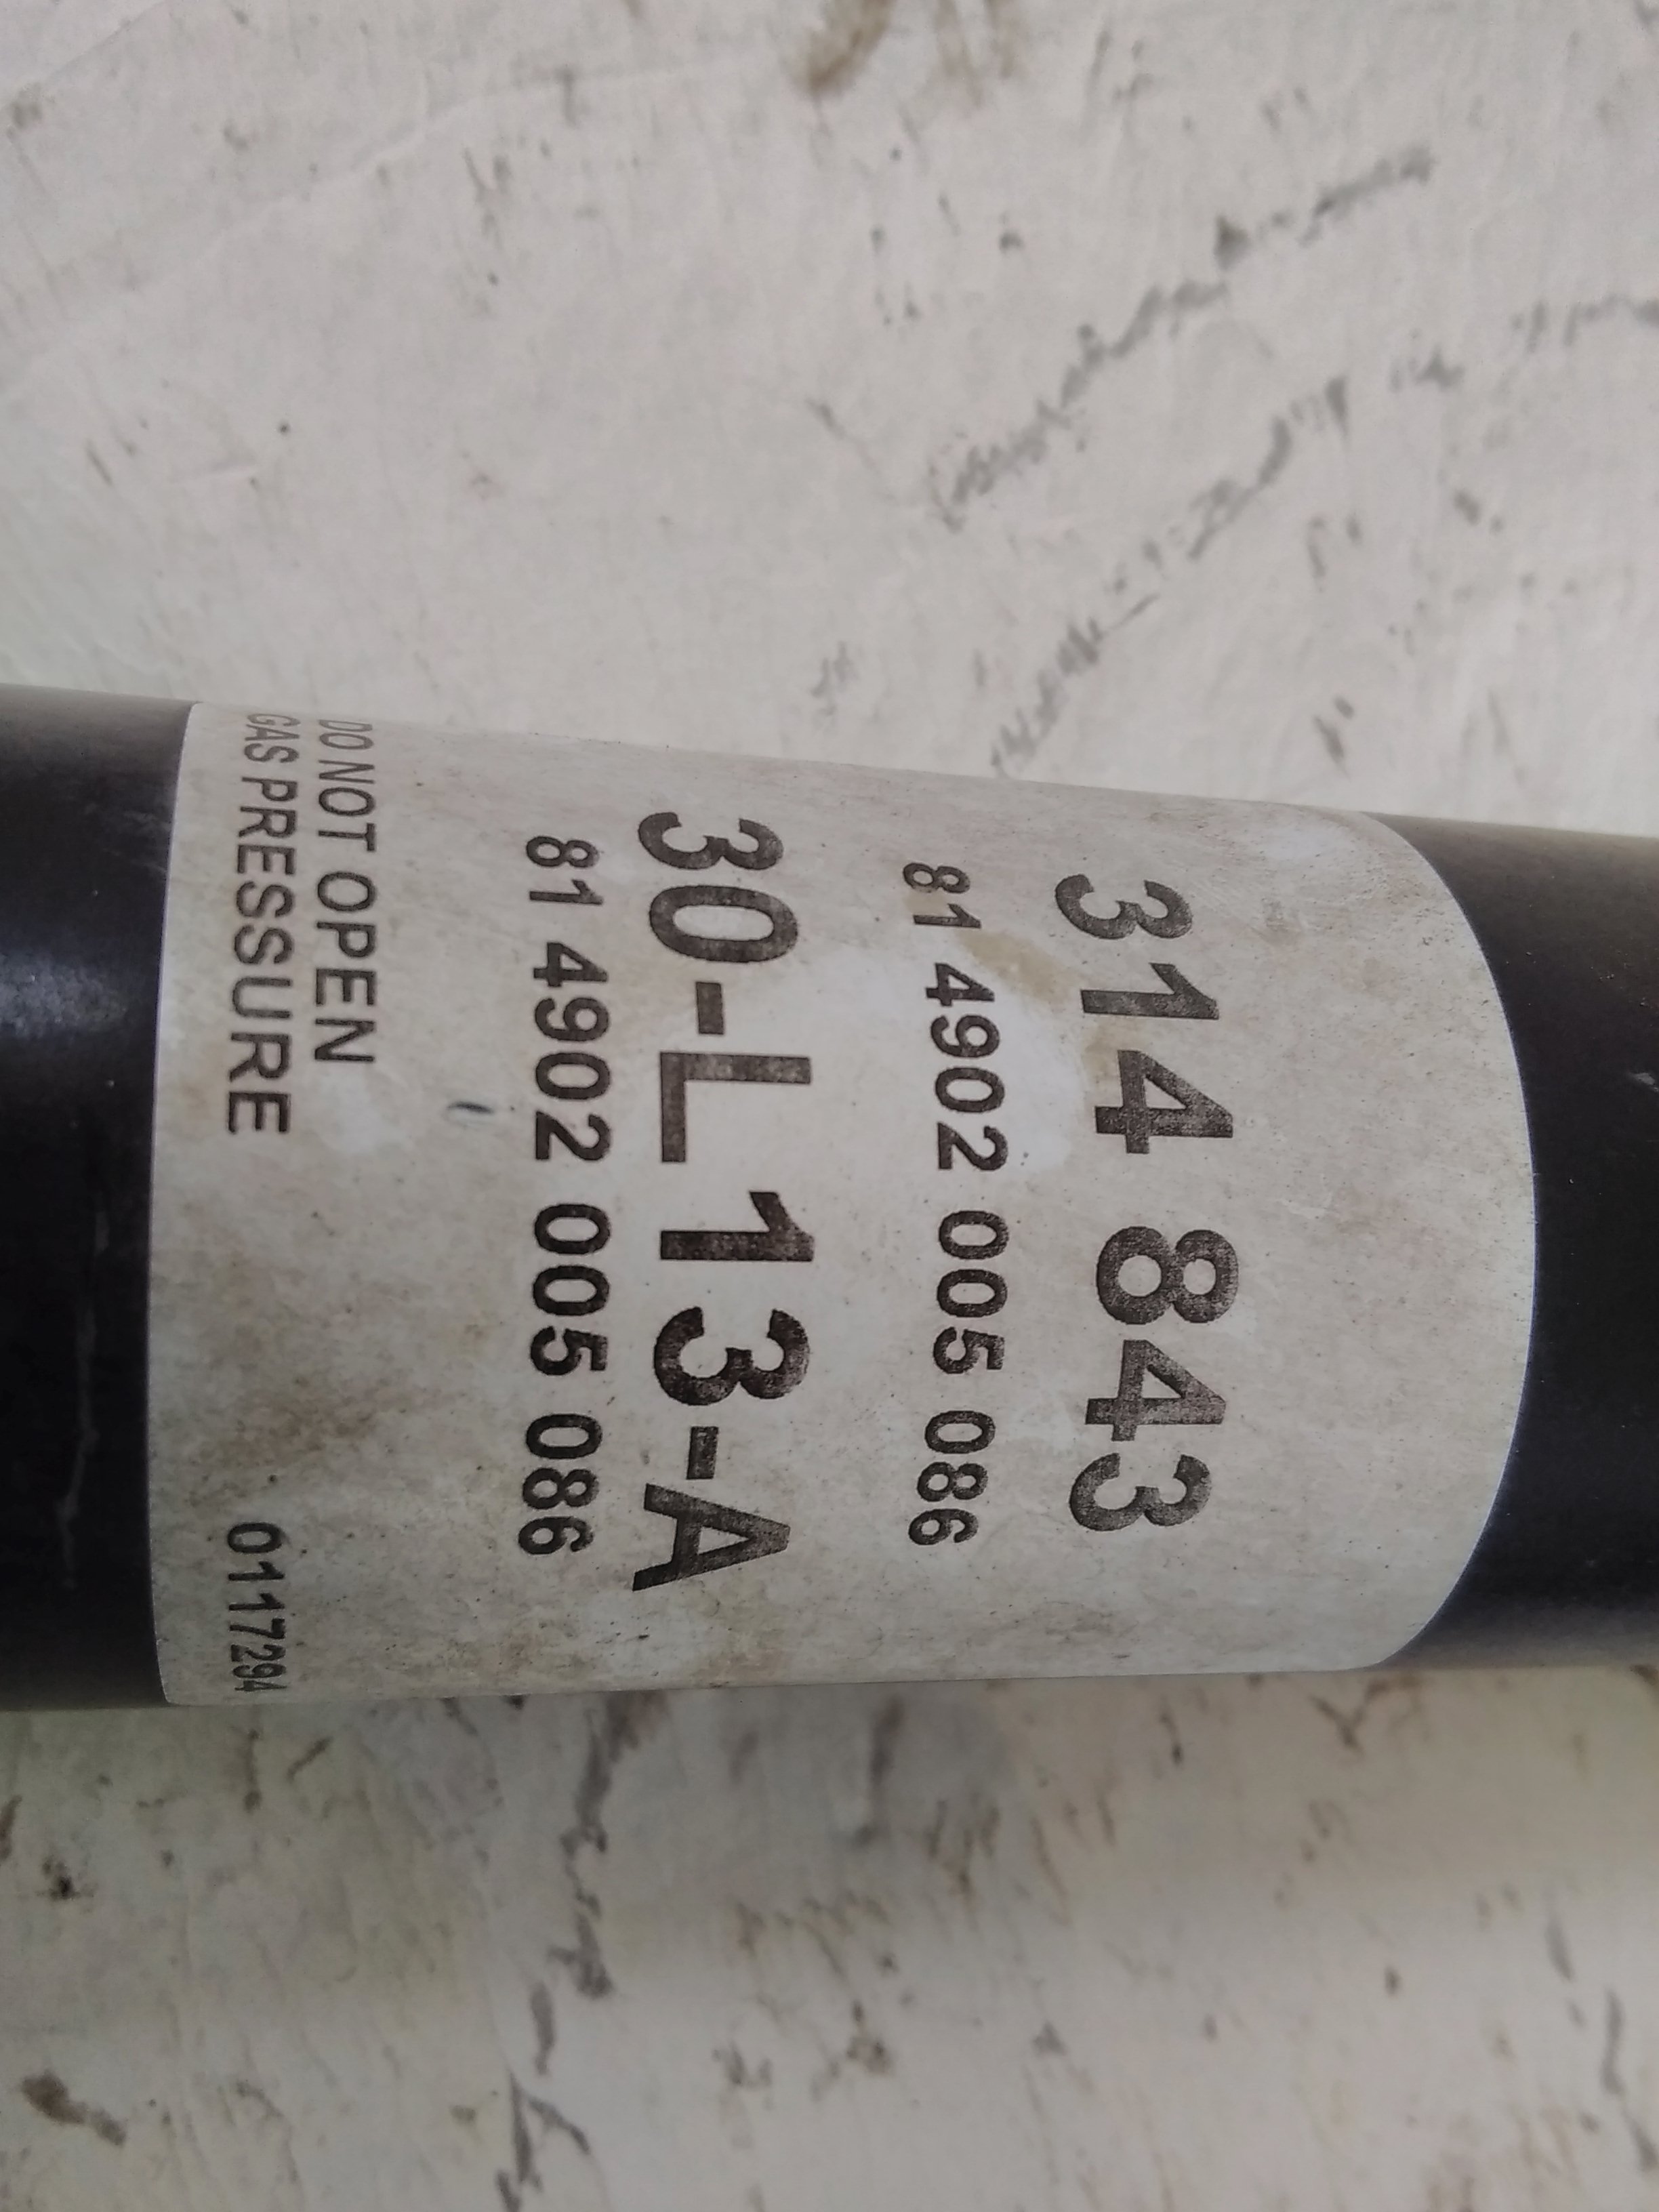 314 843
81 4902 005 086
30-L13-A
81 4902 005 086
DO NOT OPEN
GAS PRESSURE
0117294